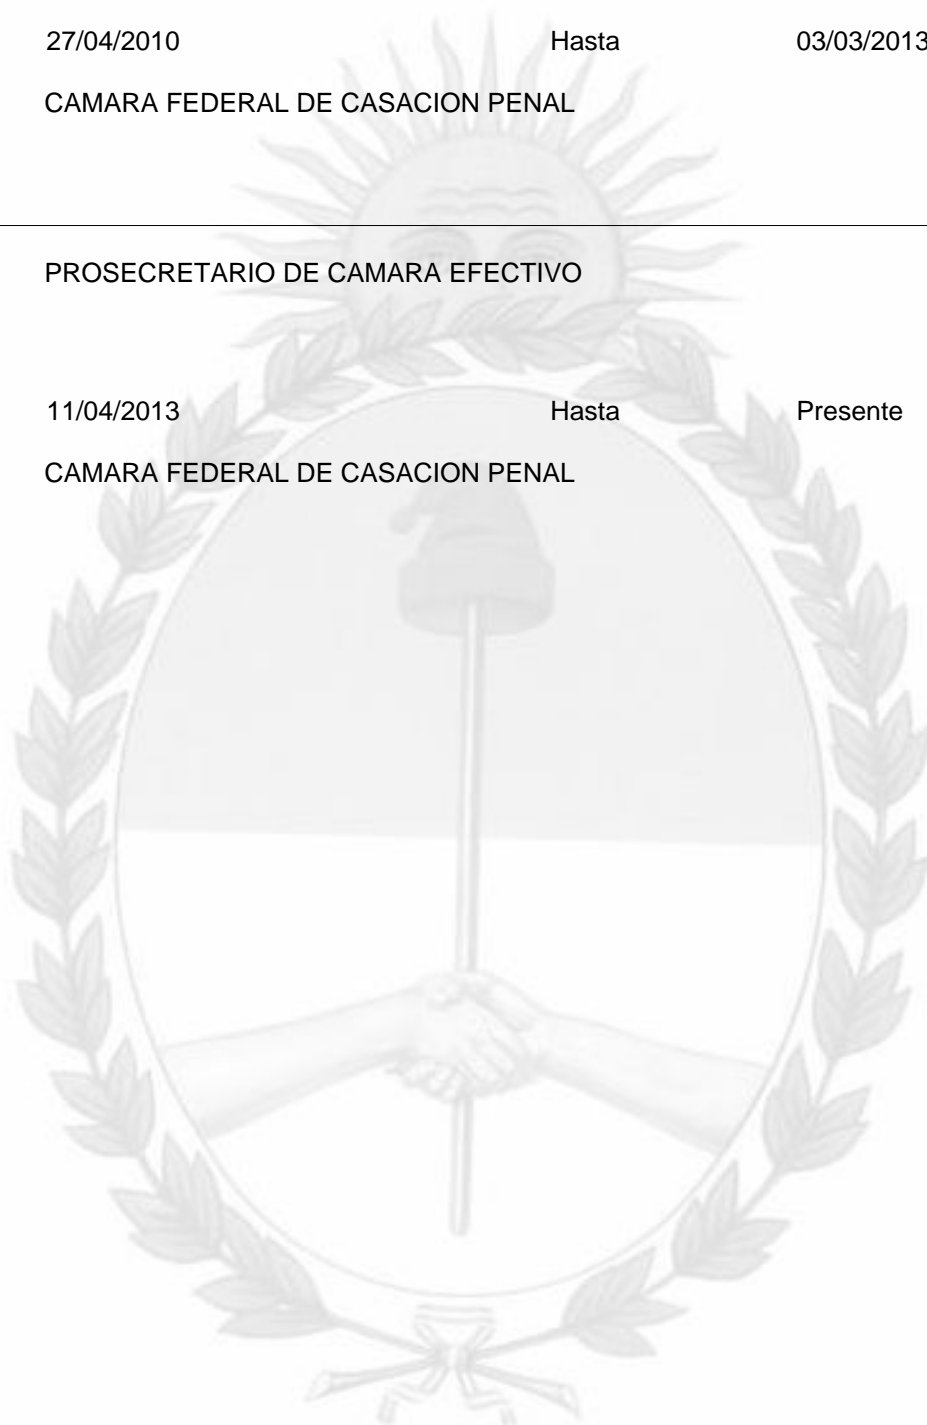 27/04/2010 Hasta 03/03/2013
CAMARA FEDERAL DE CASACION PENAL
PROSECRETARIO DE CAMARA EFECTIVO
11/04/2013 Hasta Presente
CAMARA FEDERAL DE CASACION PENAL